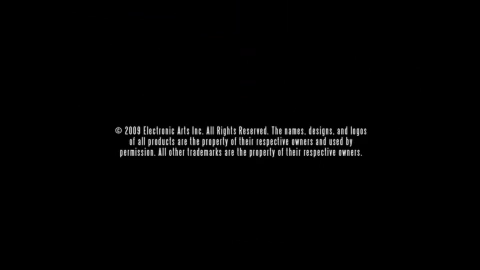 © 2009 Electronic Arts Inc. All Rights Reserved. The names, designs, and logos
of all products are the property of their respective owners and used by
permission. All other trademarks are the property of their respective owners.